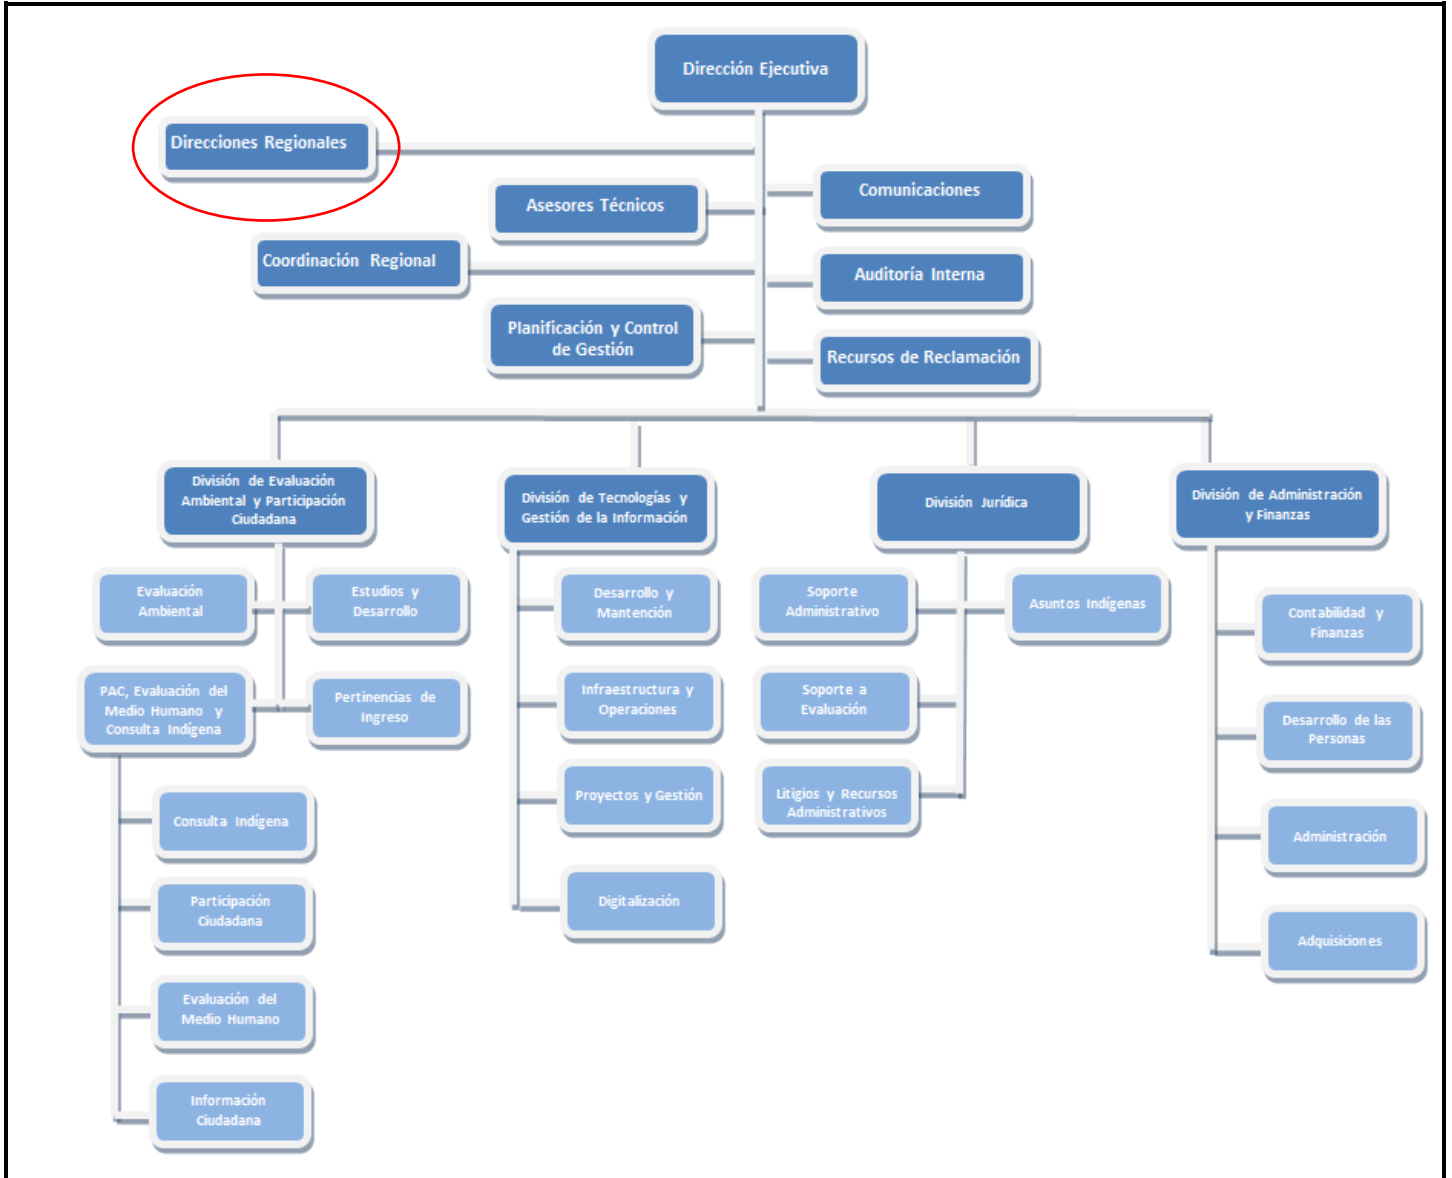 Dirección Ejecutiva
Direcciones Regionales
Comunicaciones
Asesores Técnicos
Coordinación Regional
Auditoría Interna
Planificación y Control
de Gestión
Recursos de Reclamación
División de Evaluación
Ambiental y Participación
Ciudadana
División de Tecnologías y
Gestión de la Información
División Jurídica
División de Administración
y Finanzas
Evaluación
Ambiental
Estudios y
Desarrollo
PAC, Evaluación del
Medio Humano y
Consulta Indígena
Pertinencias de
Ingreso
Consulta Indígena
Participación
Ciudadana
Evaluación del
Medio Humano
Información
Ciudadana
Desarrollo y
Mantención
Infraestructura y
Operaciones
Proyectos y Gestión
Digitalización
Soporte
Administrativo
Asuntos Indígenas
Soporte a
Evaluación
Litigios y Recursos
Administrativos
Contabilidad y
Finanzas
Desarrollo de las
Personas
Administración
Adquisiciones